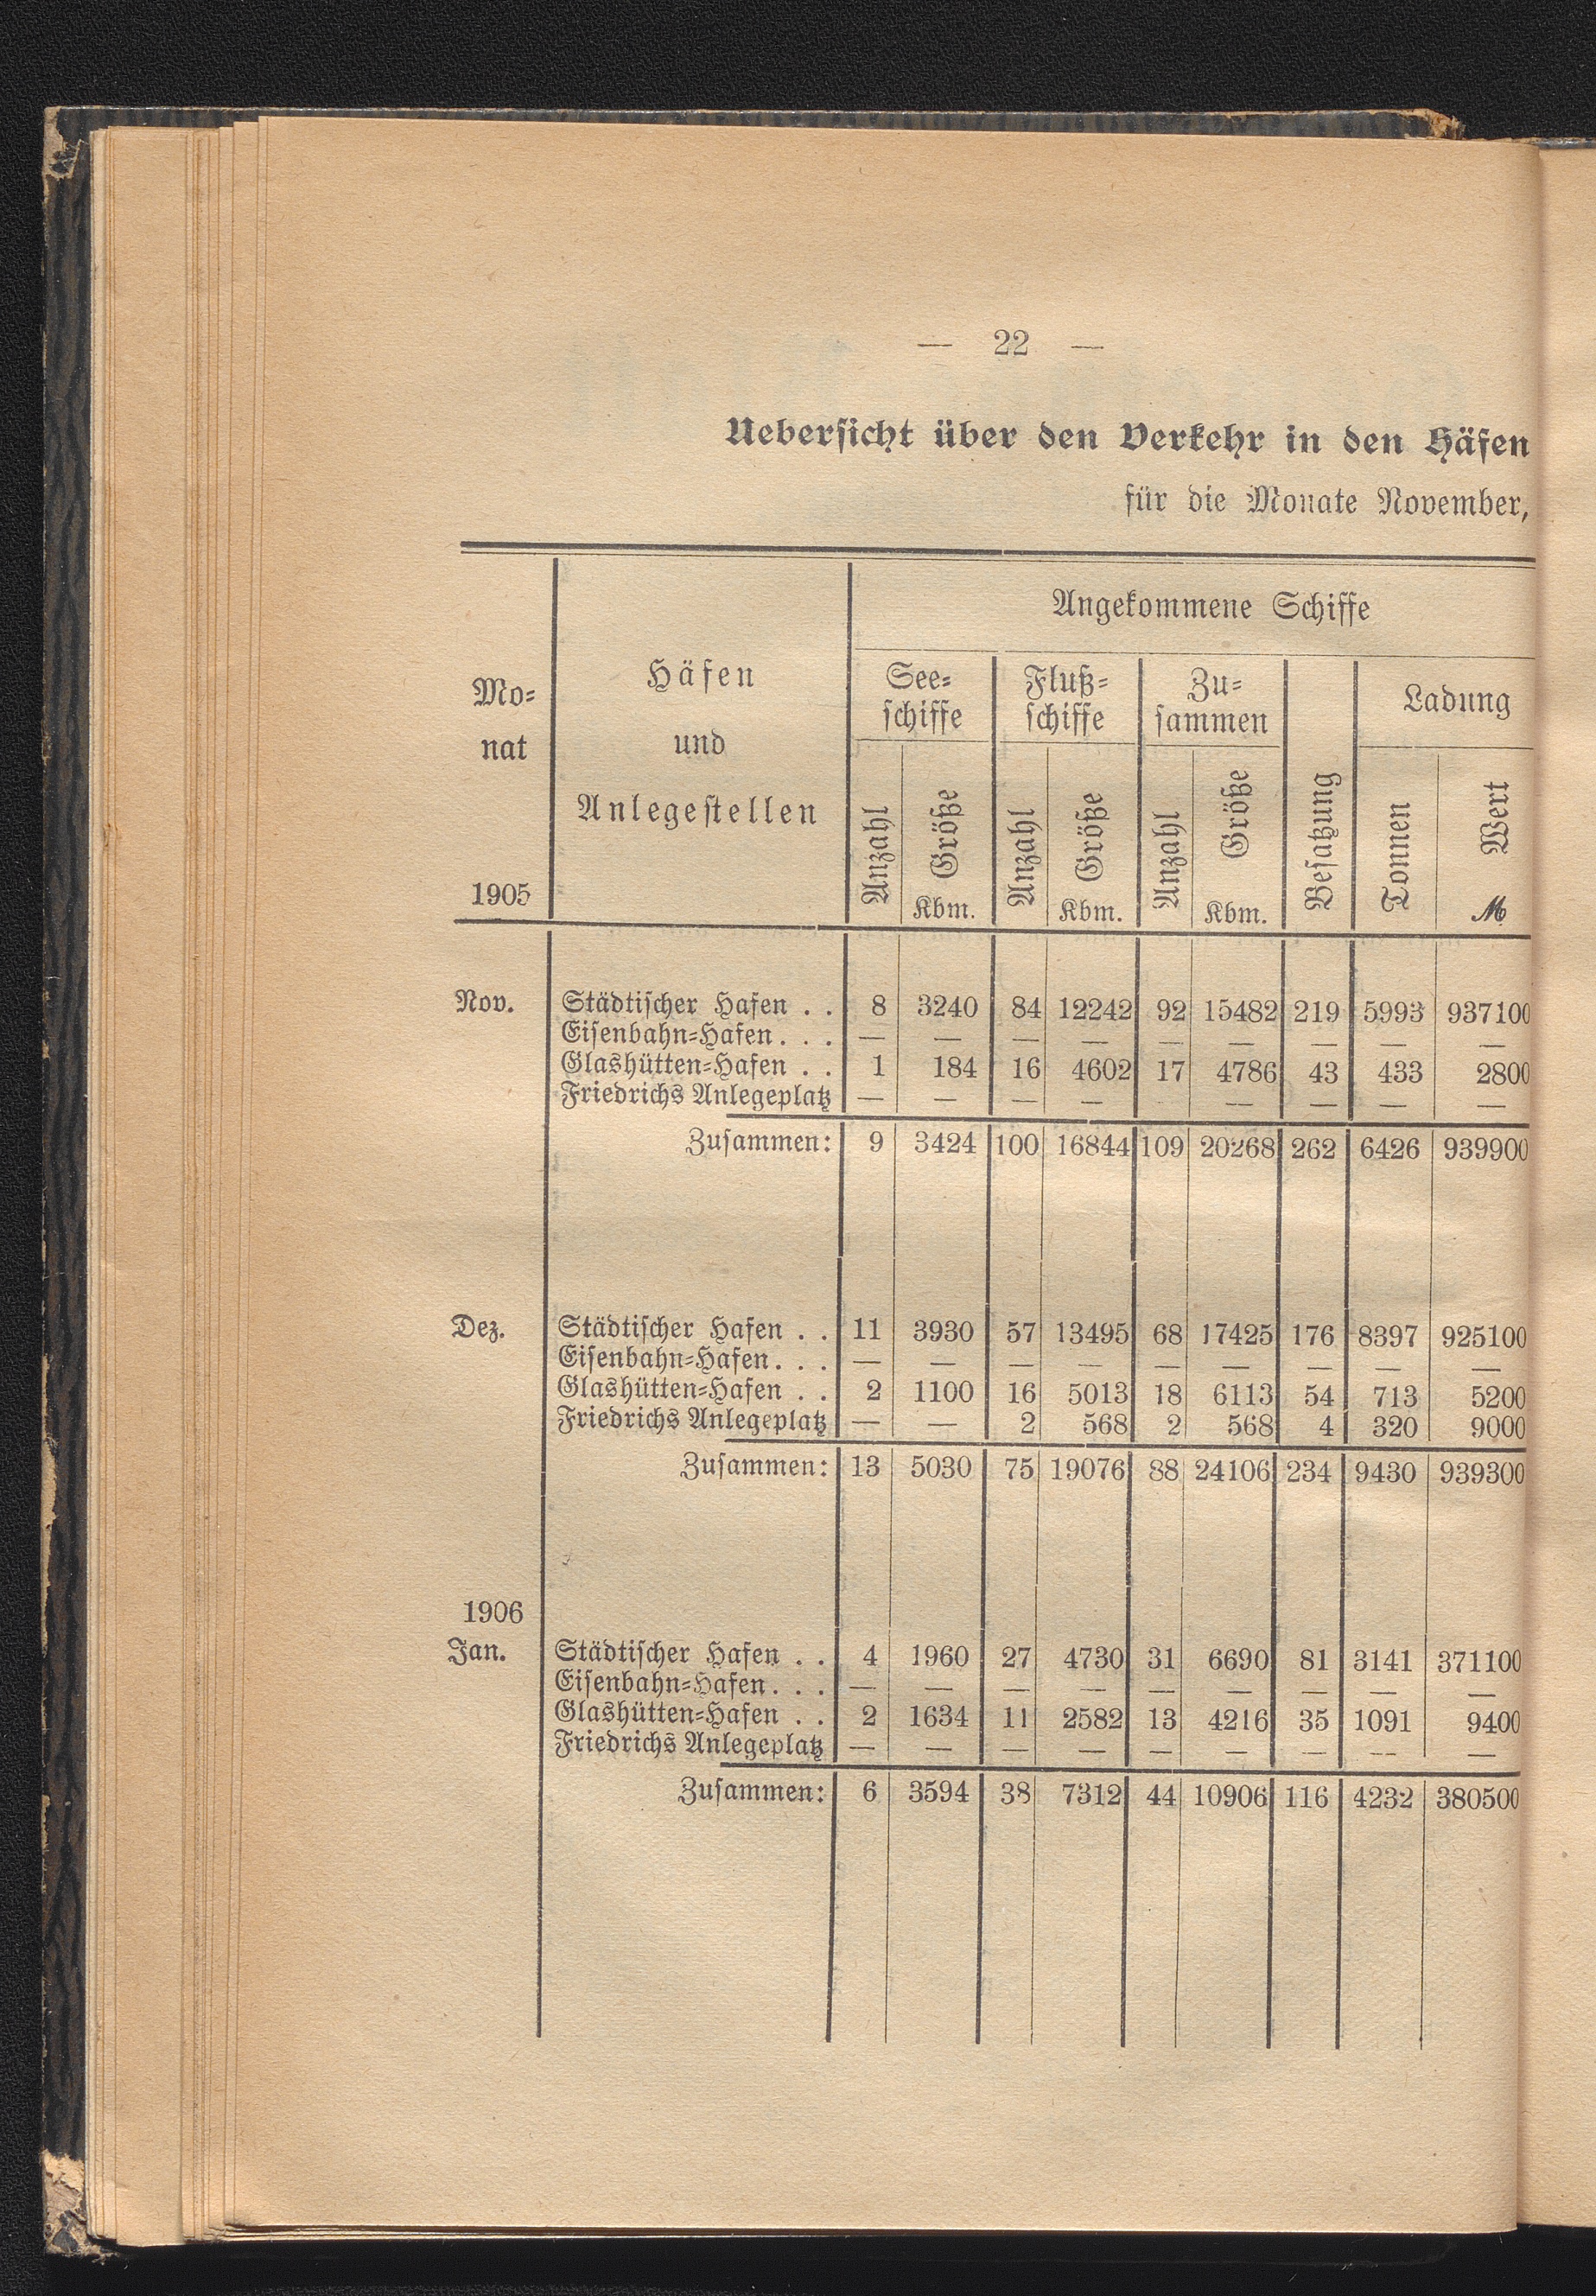 — 22 —
Uebersicht über den Verkehr in den Häfen
für die Monate November,
Mo-
nat
1905
Häfen
und
Anlegestellen
Angekommene Schiffe
See-
schiffe
Fluß-
schiffe
Zu-
sammen
Besatzung
Ladung
Anzahl
Größe
Kbm.
Anzahl
Größe
Kbm.
Anzahl
Größe
Kbm.
Tonnen
Wert
ℳ
Nov. Städtischer Hafen . . 8 3240 84 12242 92 15482 219 5993 937100
Eisenbahn-Hafen . . . — — — — — — — — —
Glashütten-Hafen . . 1 184 16 4602 17 4786 43 433 2800
Friedrichs Anlegeplatz — — — — — — — —
Zusammen: 9 3424 100 16844 109 20268 262 6426 939900
Dez. Städtischer Hafen . . 11 3930 57 13495 68 17425 176 8397 925100
Eisenbahn-Hafen . . . — — — — — — — — —
Glashütten-Hafen . . 2 1100 16 5013 18 6113 54 713 5200
Friedrichs Anlegeplatz — — 2 568 2 568 4 320 9000
Zusammen: 13 5030 75 19076 88 24106 234 9430 939300
1906
Jan. Städtischer Hafen . . 4 1960 27 4730 31 6690 81 3141 371100
Eisenbahn-Hafen . . . — — — — — — — — —
Glashütten-Hafen . . 2 1634 11 2582 13 4216 35 1091 9400
Friedrichs Anlegeplatz — — — — — — — — —
Zusammen: 6 3594 38 7312 44 10906 116 4232 380500